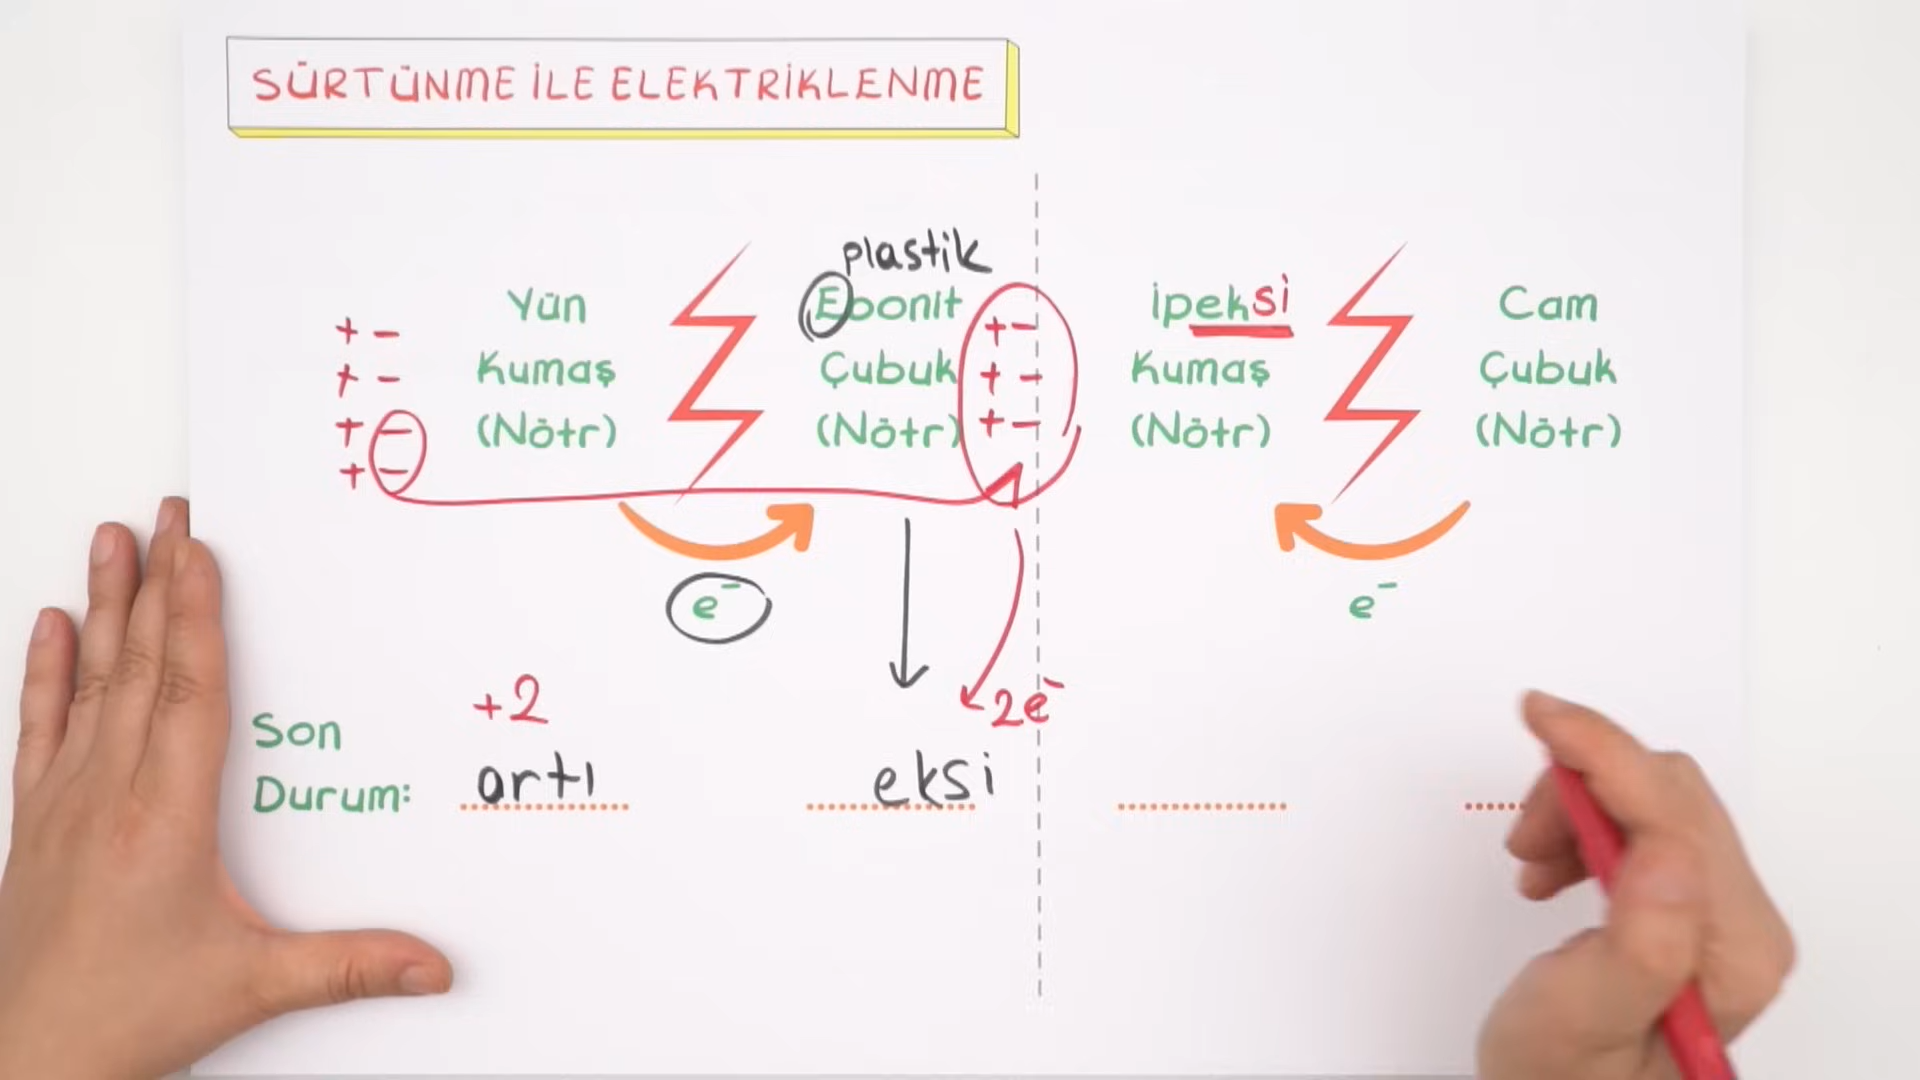 SÜRTÜNME İLE ELEKTRİKLENME
plastik
Yün
Kumaş
(Nötr)
+ -
+ -
+ -
+ -
Ebonit
Çubuk
(Nötr)
+ -
+ -
+ -
ipeksi
Kumaş
(Nötr)
Cam
Çubuk
(Nötr)
e⁻
e⁻
+2
2e⁻
Son
Durum:
artı
eksi